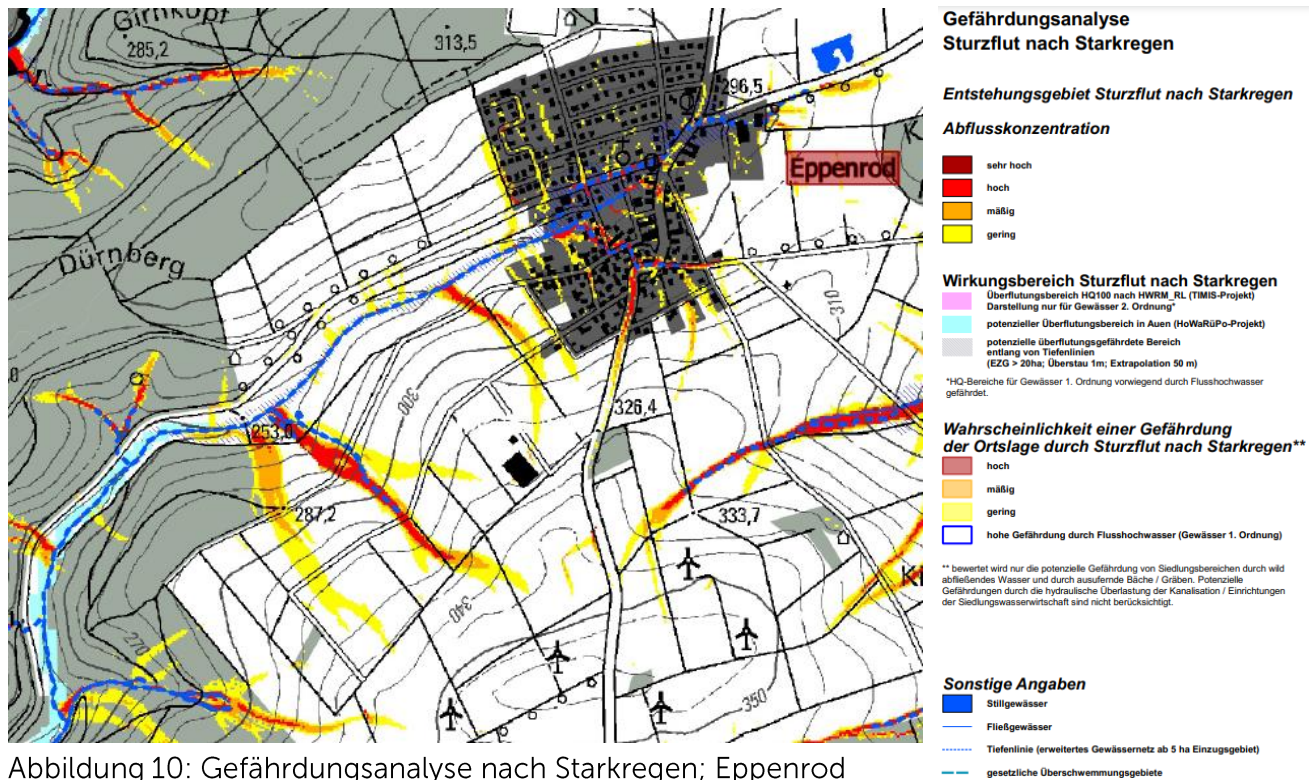 Girnkopf
285,2
313,5
296,5
Eppenrod
Dürnberg
310
300
326,4
253,0
287,2
333,7
340
270
350
Gefährdungsanalyse
Sturzflut nach Starkregen
Entstehungsgebiet Sturzflut nach Starkregen
Abflusskonzentration
sehr hoch
hoch
mäßig
gering
Wirkungsbereich Sturzflut nach Starkregen
Überflutungsbereich HQ100 nach HWRM_RL (TIMIS-Projekt)
Darstellung nur für Gewässer 2. Ordnung*
potenzieller Überflutungsbereich in Auen (HoWaRüPo-Projekt)
potenzielle überflutungsgefährdete Bereich
entlang von Tiefenlinien
(EZG > 20ha; Überstau 1m; Extrapolation 50 m)
*HQ-Bereiche für Gewässer 1. Ordnung vorwiegend durch Flusshochwasser
gefährdet.
Wahrscheinlichkeit einer Gefährdung
der Ortslage durch Sturzflut nach Starkregen**
hoch
mäßig
gering
hohe Gefährdung durch Flusshochwasser (Gewässer 1. Ordnung)
** bewertet wird nur die potenzielle Gefährdung von Siedlungsbereichen durch wild
abfließendes Wasser und durch ausufernde Bäche / Gräben. Potenzielle
Gefährdungen durch die hydraulische Überlastung der Kanalisation / Einrichtungen
der Siedlungswasserwirtschaft sind nicht berücksichtigt.
Sonstige Angaben
Stillgewässer
Fließgewässer
Tiefenlinie (erweitertes Gewässernetz ab 5 ha Einzugsgebiet)
gesetzliche Überschwemmungsgebiete
Abbildung 10: Gefährdungsanalyse nach Starkregen; Eppenrod